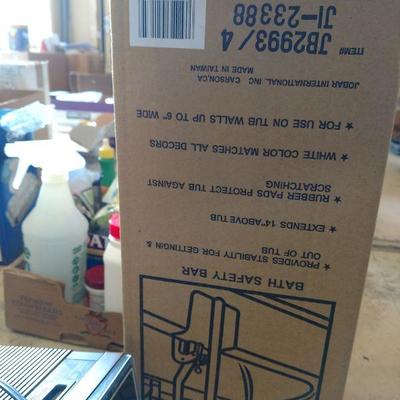 BATH SAFETY BAR
★ PROVIDES STABILITY FOR GETTINGIN &
OUT OF TUB
★ EXTENDS 14" ABOVE TUB
★ RUBBER PADS PROTECT TUB AGAINST
SCRATCHING
★ WHITE COLOR MATCHES ALL DECORS
★ FOR USE ON TUB WALLS UP TO 6" WIDE
JOBAR INTERNATIONAL, INC CARSON, CA
MADE IN TAIWAN
ITEM# JB2993/4
JI-23388